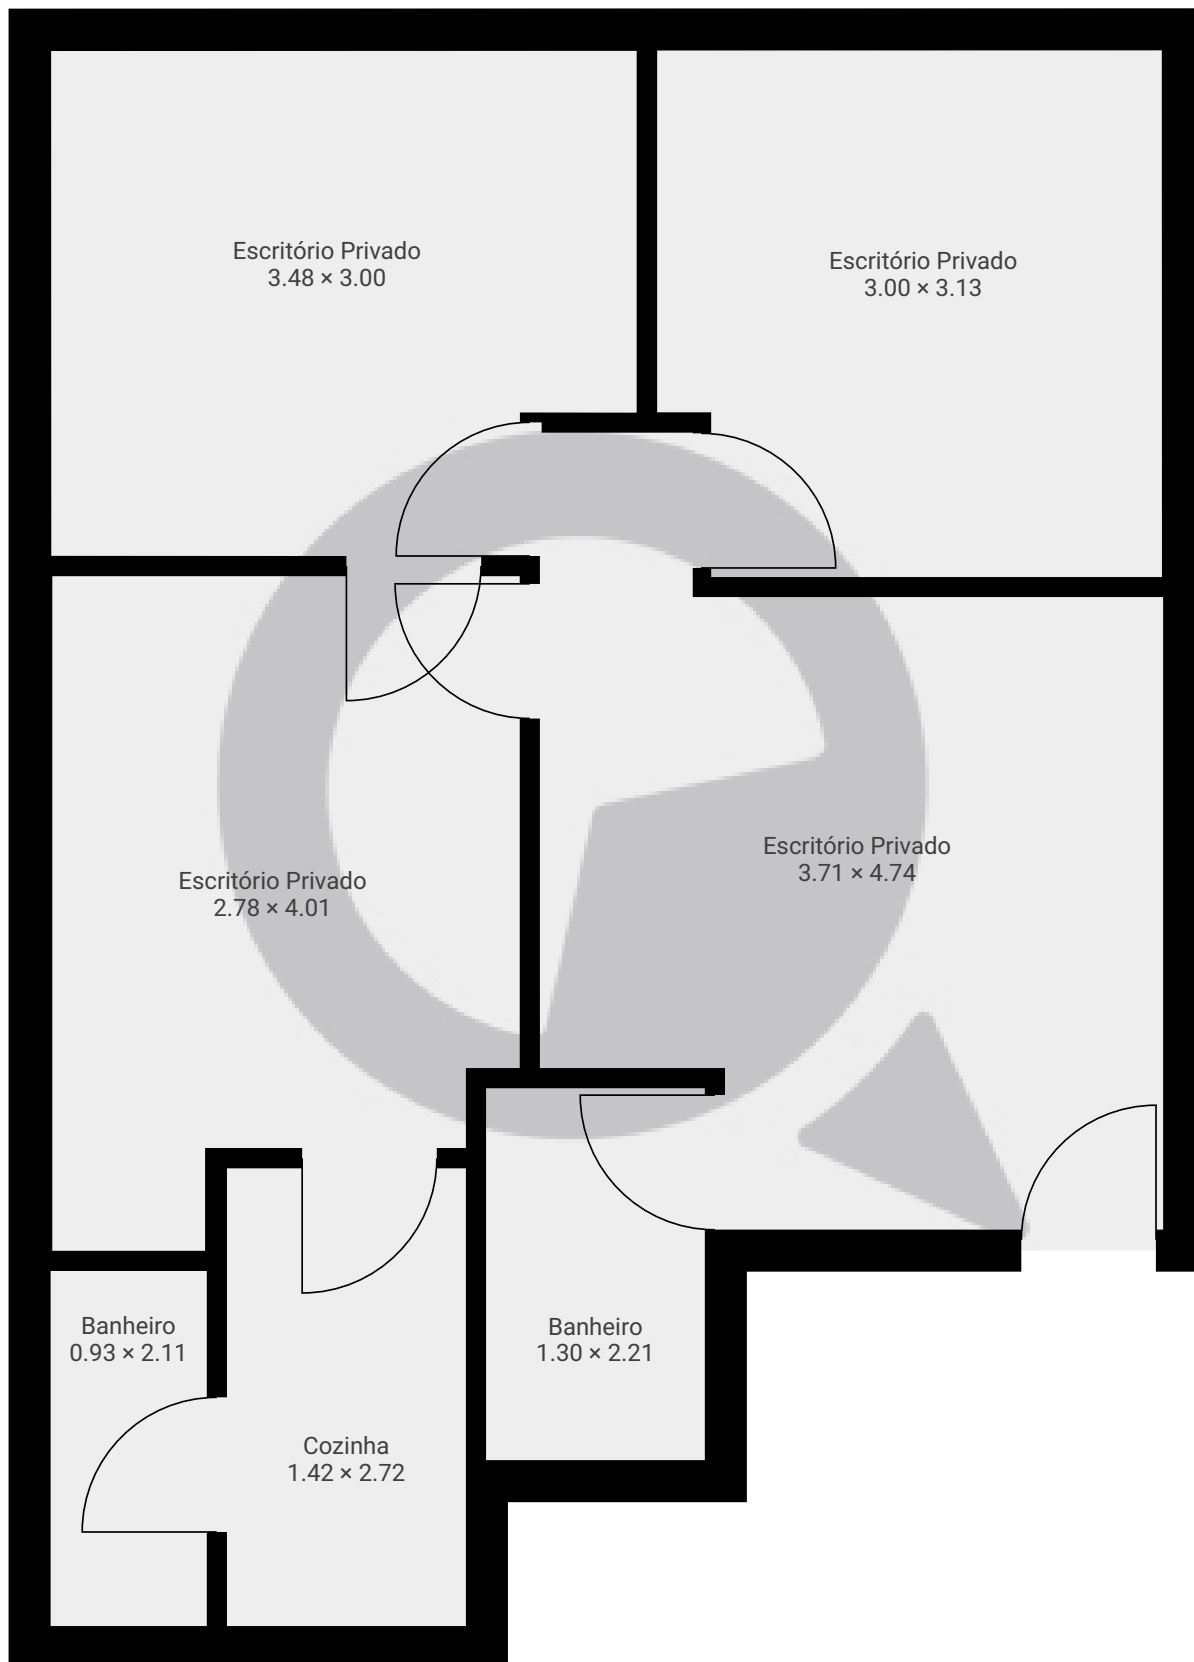 Escritório Privado
3.48 × 3.00
Escritório Privado
3.00 × 3.13
Escritório Privado
3.71 × 4.74
Escritório Privado
2.78 × 4.01
Banheiro
0.93 × 2.11
Banheiro
1.30 × 2.21
Cozinha
1.42 × 2.72